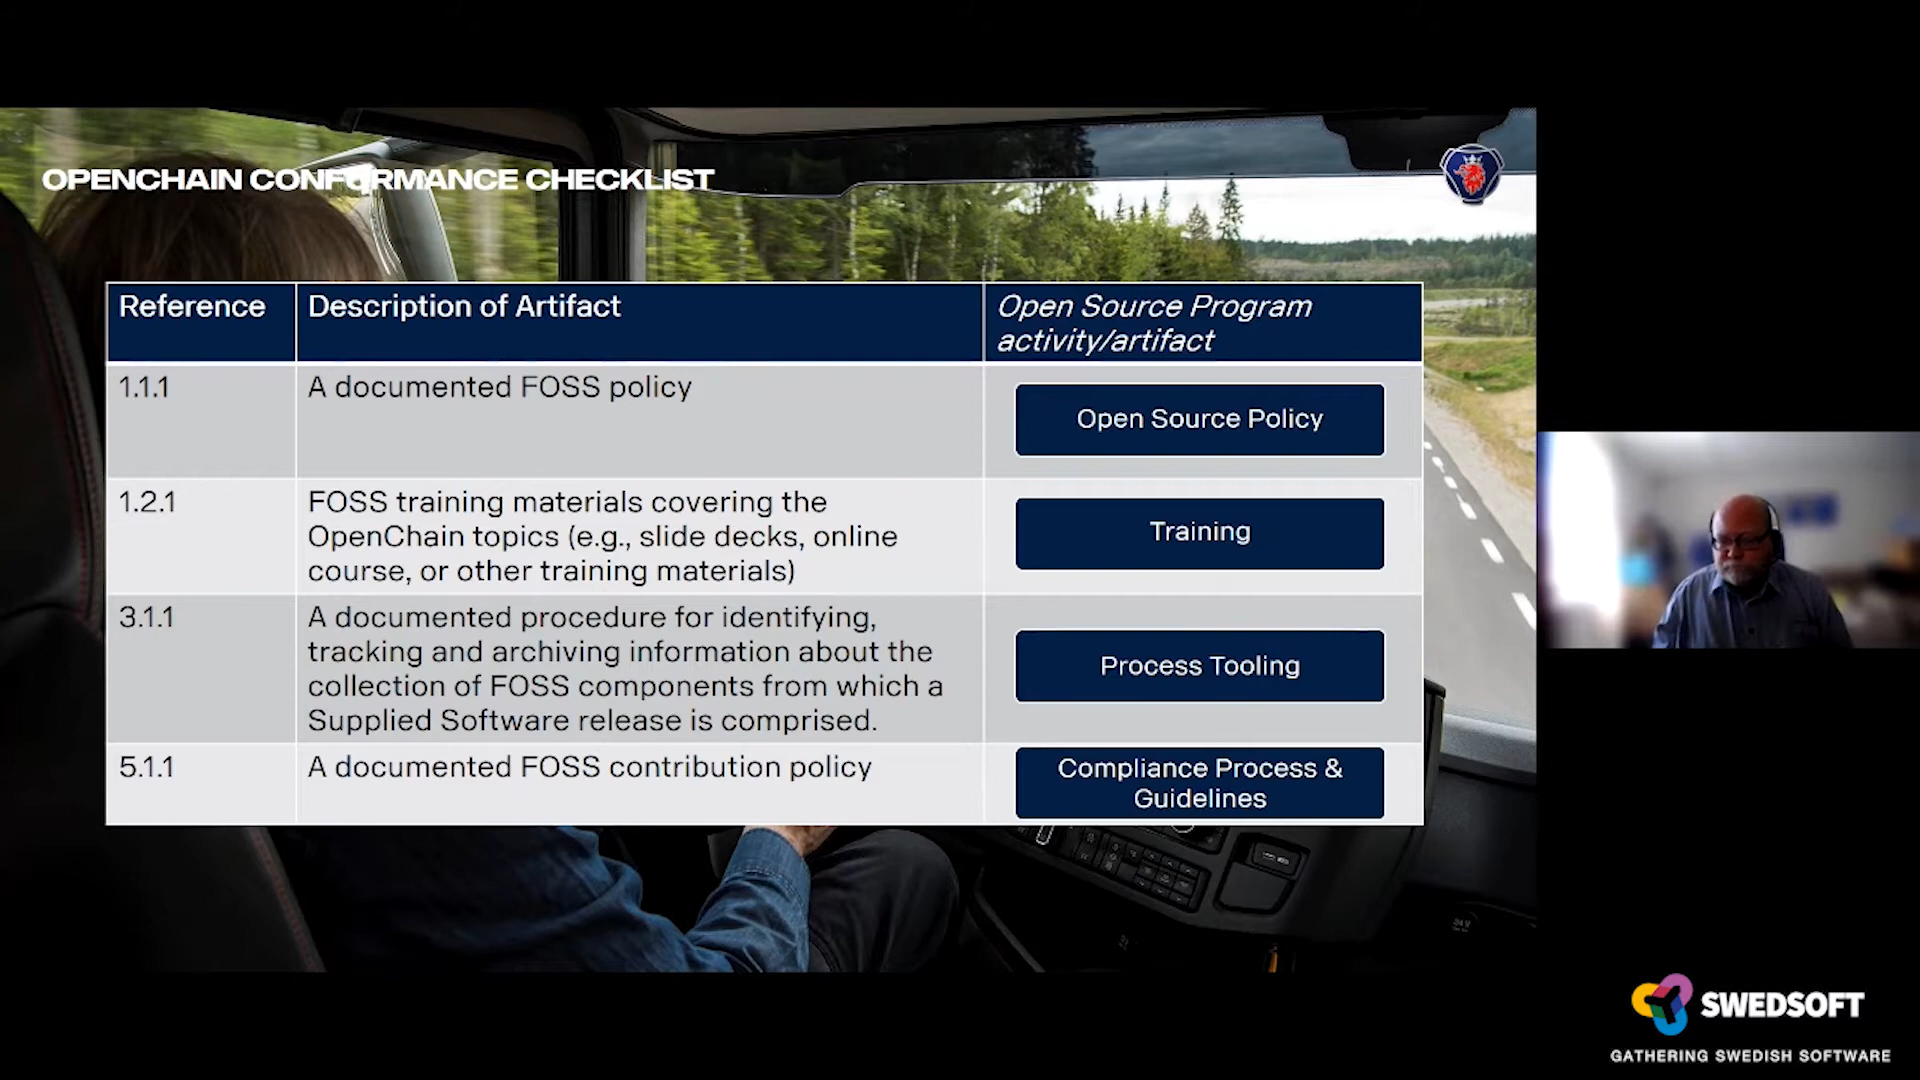 OPENCHAIN CONFORMANCE CHECKLIST
Reference
Description of Artifact
Open Source Program
activity/artifact
1.1.1
A documented FOSS policy
Open Source Policy
1.2.1
FOSS training materials covering the
OpenChain topics (e.g., slide decks, online
course, or other training materials)
Training
3.1.1
A documented procedure for identifying,
tracking and archiving information about the
collection of FOSS components from which a
Supplied Software release is comprised.
Process Tooling
5.1.1
A documented FOSS contribution policy
Compliance Process &
Guidelines
SWEDSOFT
GATHERING SWEDISH SOFTWARE